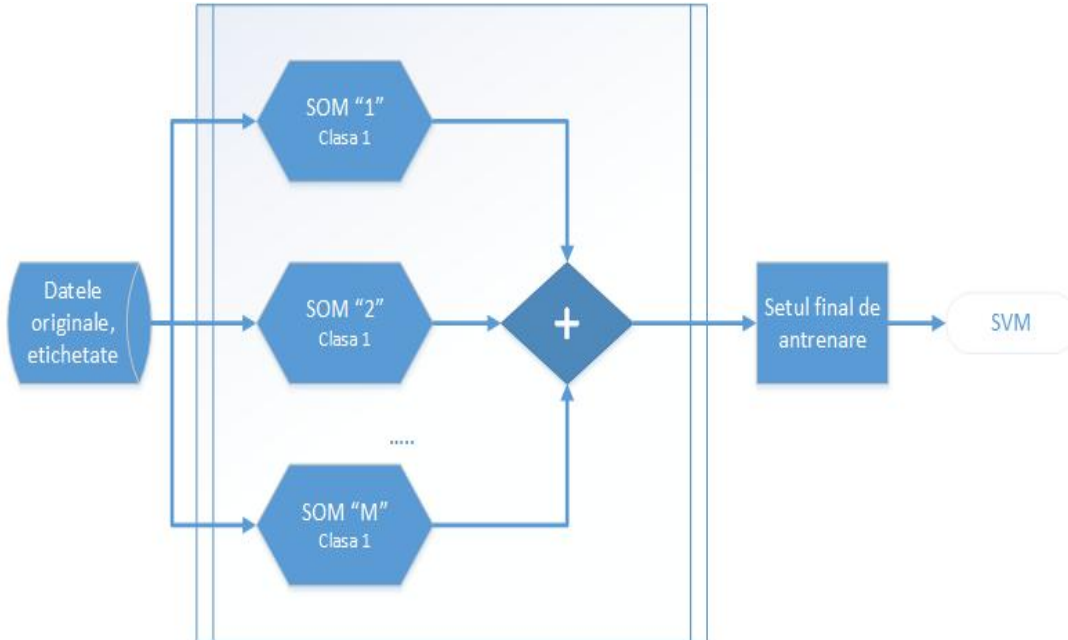 SOM “1”
Clasa 1
Datele
originale,
etichetate
SOM “2”
Clasa 1
+
Setul final de
antrenare
SVM
.....
SOM “M”
Clasa 1